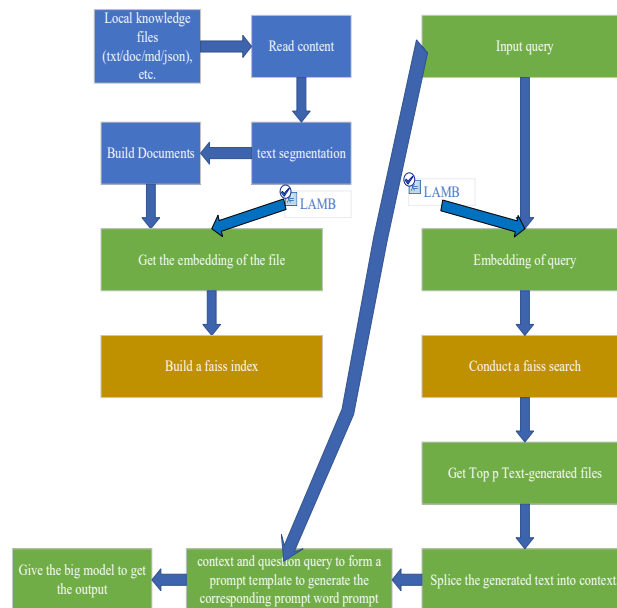 Local knowledge
files
(txt/doc/md/json),
etc.
Read content
Input query
Build Documents
text segmentation
LAMB
LAMB
Get the embedding of the file
Embedding of query
Build a faiss index
Conduct a faiss search
Get Top p Text-generated files
Give the big model to get
the output
context and question query to form
a prompt template to generate the
corresponding prompt word prompt
Splice the generated text into context